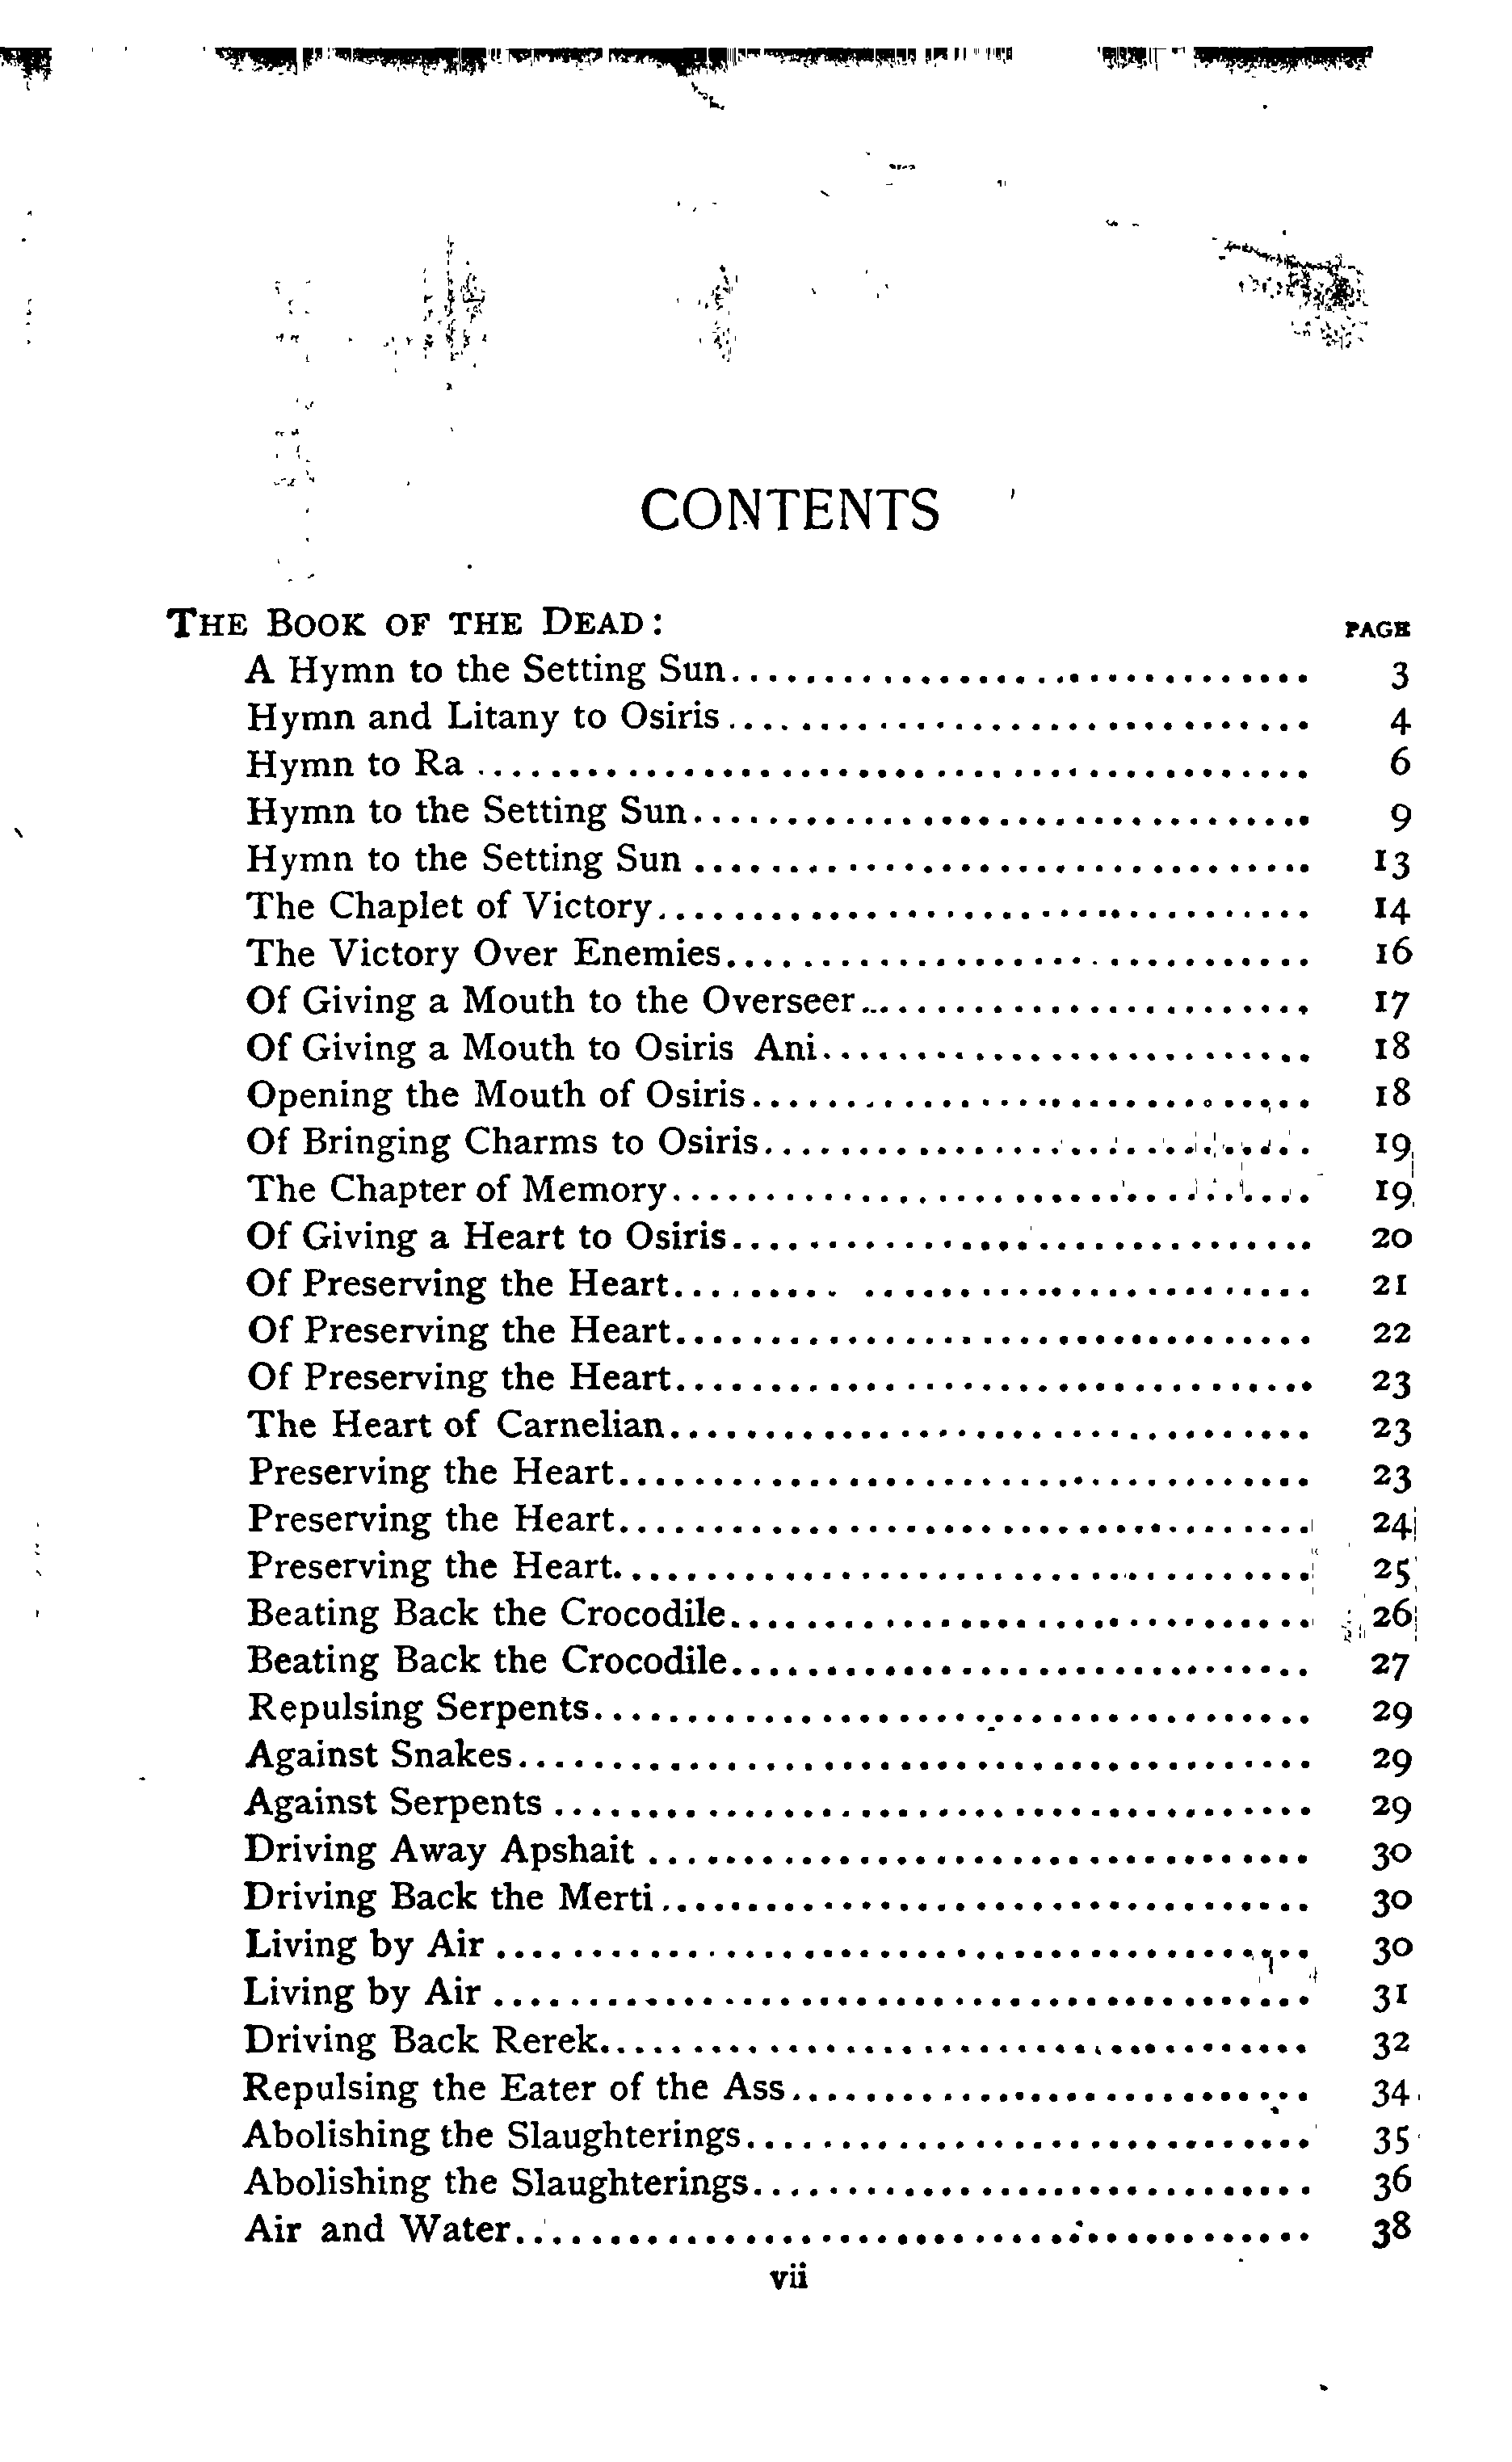 CONTENTS
THE BOOK OF THE DEAD: PAGE
A Hymn to the Setting Sun 3
Hymn and Litany to Osiris 4
Hymn to Ra 6
Hymn to the Setting Sun 9
Hymn to the Setting Sun 13
The Chaplet of Victory 14
The Victory Over Enemies 16
Of Giving a Mouth to the Overseer 17
Of Giving a Mouth to Osiris Ani 18
Opening the Mouth of Osiris 18
Of Bringing Charms to Osiris 19
The Chapter of Memory 19
Of Giving a Heart to Osiris 20
Of Preserving the Heart 21
Of Preserving the Heart 22
Of Preserving the Heart 23
The Heart of Carnelian 23
Preserving the Heart 23
Preserving the Heart 24
Preserving the Heart 25
Beating Back the Crocodile 26
Beating Back the Crocodile 27
Repulsing Serpents 29
Against Snakes 29
Against Serpents 29
Driving Away Apshait 30
Driving Back the Merti 30
Living by Air 30
Living by Air 31
Driving Back Rerek 32
Repulsing the Eater of the Ass 34
Abolishing the Slaughterings 35
Abolishing the Slaughterings 36
Air and Water 38
vii